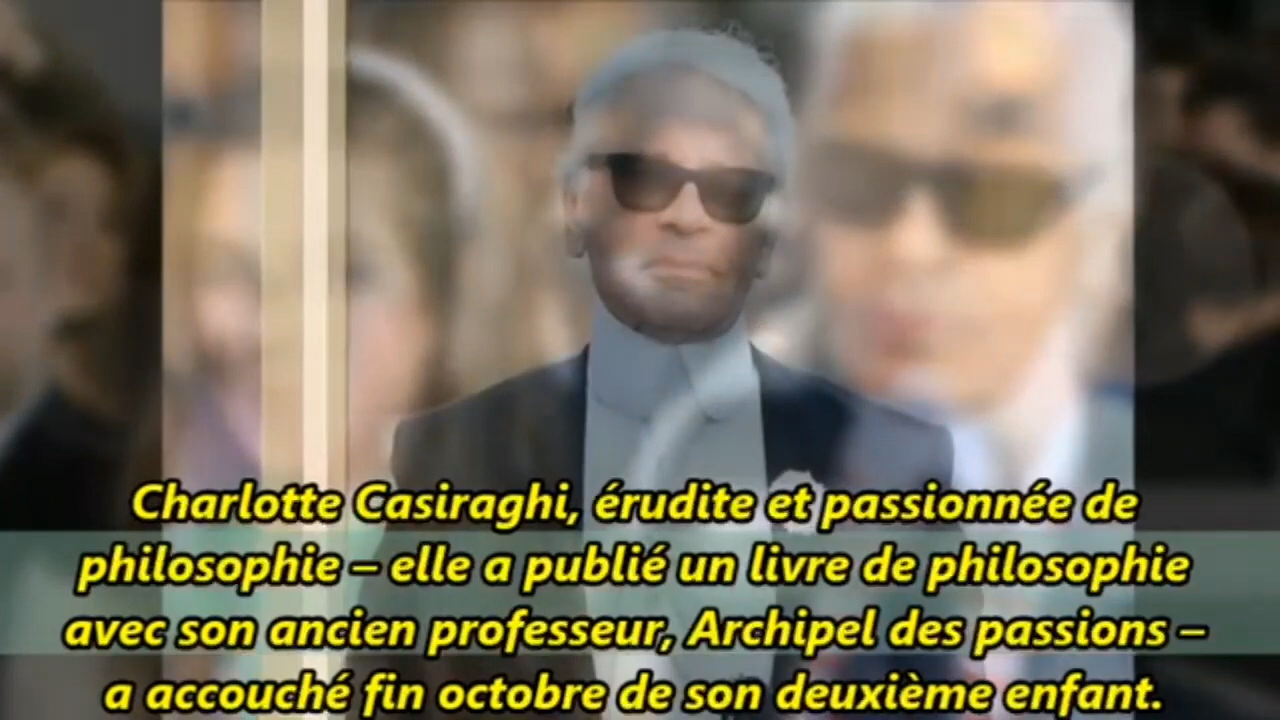 Charlotte Casiraghi, érudite et passionnée de
philosophie – elle a publié un livre de philosophie
avec son ancien professeur, Archipel des passions –
a accouché fin octobre de son deuxième enfant.